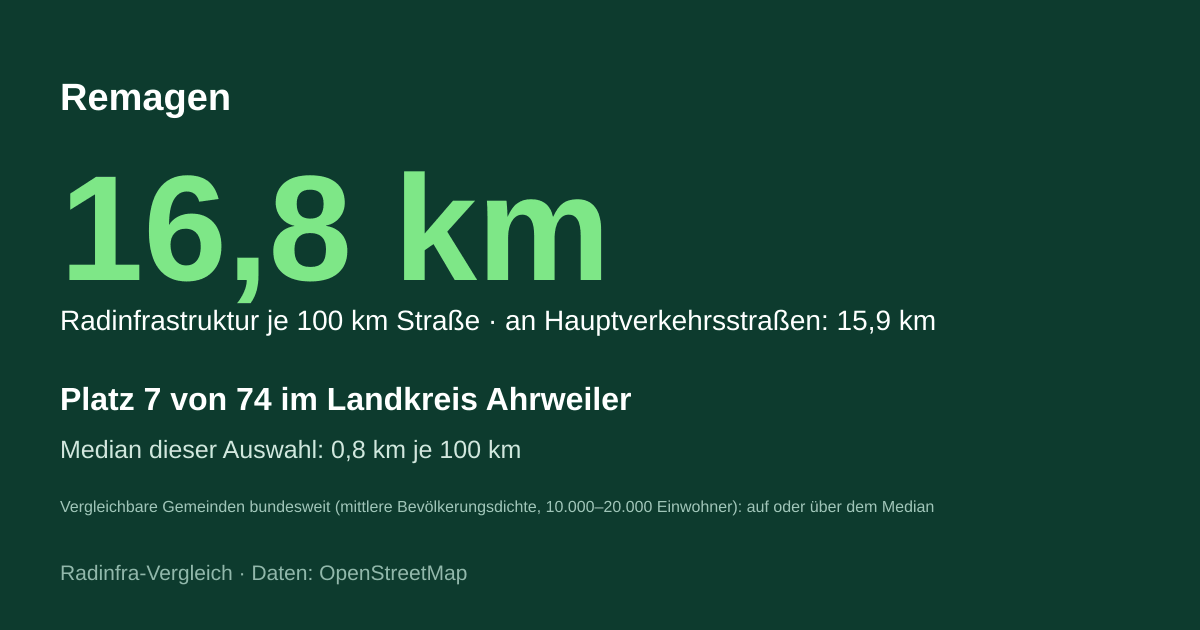 Remagen
16,8 km
Radinfrastruktur je 100 km Straße · an Hauptverkehrsstraßen: 15,9 km
Platz 7 von 74 im Landkreis Ahrweiler
Median dieser Auswahl: 0,8 km je 100 km
Vergleichbare Gemeinden bundesweit (mittlere Bevölkerungsdichte, 10.000–20.000 Einwohner): auf oder über dem Median
Radinfra-Vergleich · Daten: OpenStreetMap